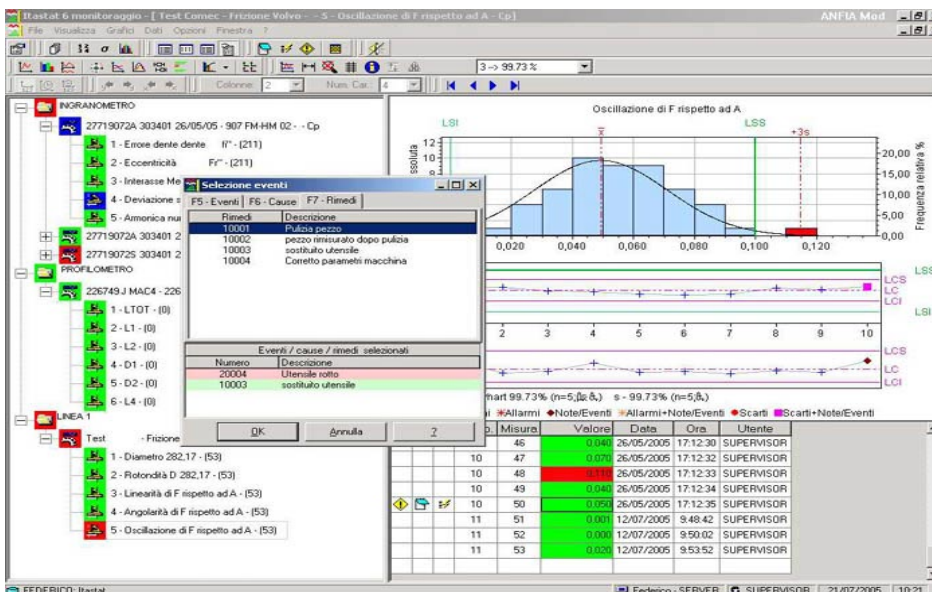 Itastat 6 monitoraggio - [ Test Comec - Frizione Volvo - - 5 - Oscillazione di F rispetto ad A - Cp]
ANFIA Mod
File Visualizza Grafici Dati Opzioni Finestra ?
3-> 99.73 %
Colonne: 2 Num. Car.: 4
INGRANOMETRO
27719072A 303401 26/05/05 - 907 FM-HM 02 - - Cp
1 - Errore dente dente fi" - (211)
2 - Eccentricità Fr" - (211)
3 - Interasse Me
4 - Deviazione s
5 - Armonica nu
27719072A 303401 2
27719072S 303401 2
PROFILOMETRO
226749.J MAC4 - 226
1 - LTOT - (0)
2 - L1 - (0)
3 - L2 - (0)
4 - D1 - (0)
5 - D2 - (0)
6 - L4 - (0)
LINEA 1
Test - Frizione
1 - Diametro 282,17 - (53)
2 - Rotondità D 282,17 - (53)
3 - Linearità di F rispetto ad A - (53)
4 - Angolarità di F rispetto ad A - (53)
5 - Oscillazione di F rispetto ad A - (53)
Selezione eventi
F5 - Eventi F6 - Cause F7 - Rimedi
Rimedi Descrizione
10001 Pulizia pezzo
10002 pezzo rimisurato dopo pulizia
10003 sostituito utensile
10004 Corretto parametri macchina
Eventi / cause / rimedi selezionati
Numero Descrizione
20004 Utensile rotto
10003 sostituito utensile
OK Annulla ?
Oscillazione di F rispetto ad A
LSI x LSS +3s
12
10
ssoluta
20,00
15,00
5,00
0,00
Frequenza relativa %
0,020 0,040 0,060 0,080 0,100 0,120
LSS
LCS
LC
LCI
LSI
2 3 4 5 6 7 8 9 10
LCS
LC
LCI
hart 99.73% (n=5; s - 99.73% (n=5;
Allarmi Note/Eventi Allarmi+Note/Eventi Scarti Scarti+Note/Eventi
Misura Valore Data Ora Utente
46 0,040 26/05/2005 17:12:30 SUPERVISOR
10 47 0,070 26/05/2005 17:12:32 SUPERVISOR
10 48 0,110 26/05/2005 17:12:33 SUPERVISOR
10 49 0,040 26/05/2005 17:12:34 SUPERVISOR
10 50 0,050 26/05/2005 17:12:35 SUPERVISOR
11 51 0,001 12/07/2005 9:48:42 SUPERVISOR
11 52 0,000 12/07/2005 9:50:02 SUPERVISOR
11 53 0,020 12/07/2005 9:53:52 SUPERVISOR
FEDERICO: Itastat Federico - SERVER SUPERVISOR 21/07/2005 10:21